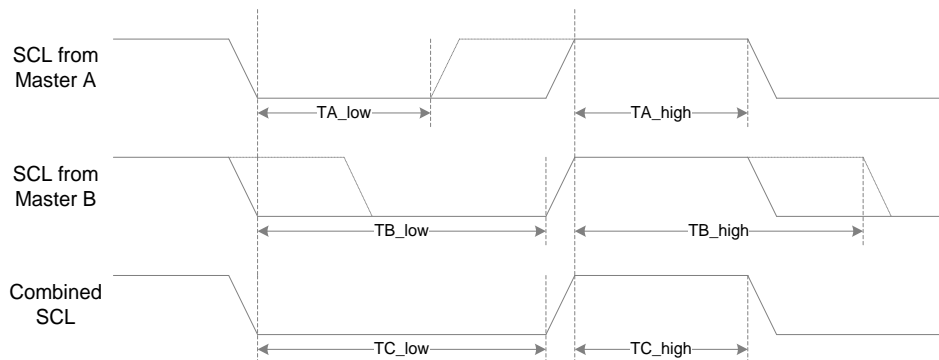 SCL from
Master A
TA_low
TA_high
SCL from
Master B
TB_low
TB_high
Combined
SCL
TC_low
TC_high